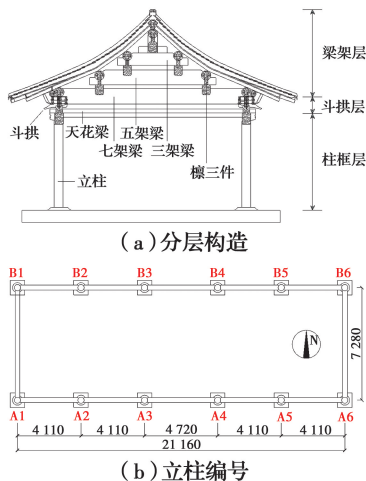 梁架层
斗拱层
斗拱
天花梁
五架梁
七架梁
三架梁
檩三件
立柱
柱框层
(a)分层构造
B1 B2 B3 B4 B5 B6
N
7 280
A1 A2 A3 A4 A5 A6
4 110 4 110 4 720 4 110 4 110
21 160
(b)立柱编号